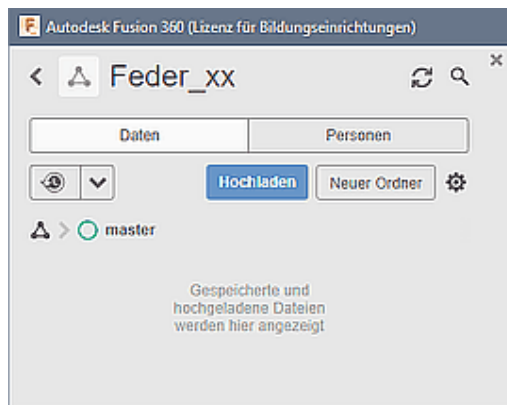 Autodesk Fusion 360 (Lizenz für Bildungseinrichtungen)
Feder_xx
Daten Personen
Hochladen Neuer Ordner
master
Gespeicherte und
hochgeladene Dateien
werden hier angezeigt